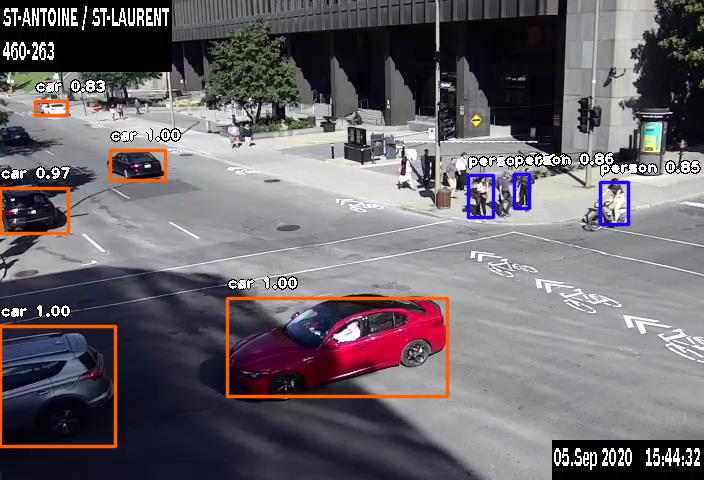 ST-ANTOINE / ST-LAURENT
460-263
car 0.83
car 1.00
car 0.97
person 0.86
person 0.85
car 1.00
car 1.00
05.Sep 2020 15:44:32